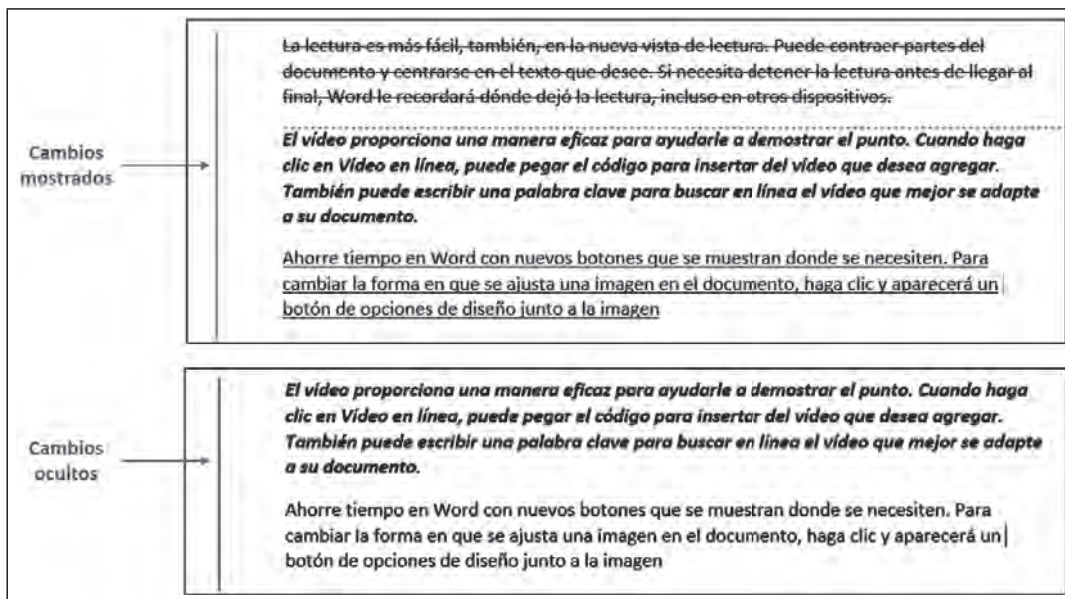 La lectura es más fácil, también, en la nueva vista de lectura. Puede contraer partes del
documento y centrarse en el texto que desee. Si necesita detener la lectura antes de llegar al
final, Word le recordará dónde dejó la lectura, incluso en otros dispositivos.
Cambios
mostrados
El vídeo proporciona una manera eficaz para ayudarle a demostrar el punto. Cuando haga
clic en Vídeo en línea, puede pegar el código para insertar del vídeo que desea agregar.
También puede escribir una palabra clave para buscar en línea el vídeo que mejor se adapte
a su documento.
Ahorre tiempo en Word con nuevos botones que se muestran donde se necesiten. Para
cambiar la forma en que se ajusta una imagen en el documento, haga clic y aparecerá un
botón de opciones de diseño junto a la imagen
Cambios
ocultos
El vídeo proporciona una manera eficaz para ayudarle a demostrar el punto. Cuando haga
clic en Vídeo en línea, puede pegar el código para insertar del vídeo que desea agregar.
También puede escribir una palabra clave para buscar en línea el vídeo que mejor se adapte
a su documento.
Ahorre tiempo en Word con nuevos botones que se muestran donde se necesiten. Para
cambiar la forma en que se ajusta una imagen en el documento, haga clic y aparecerá un
botón de opciones de diseño junto a la imagen